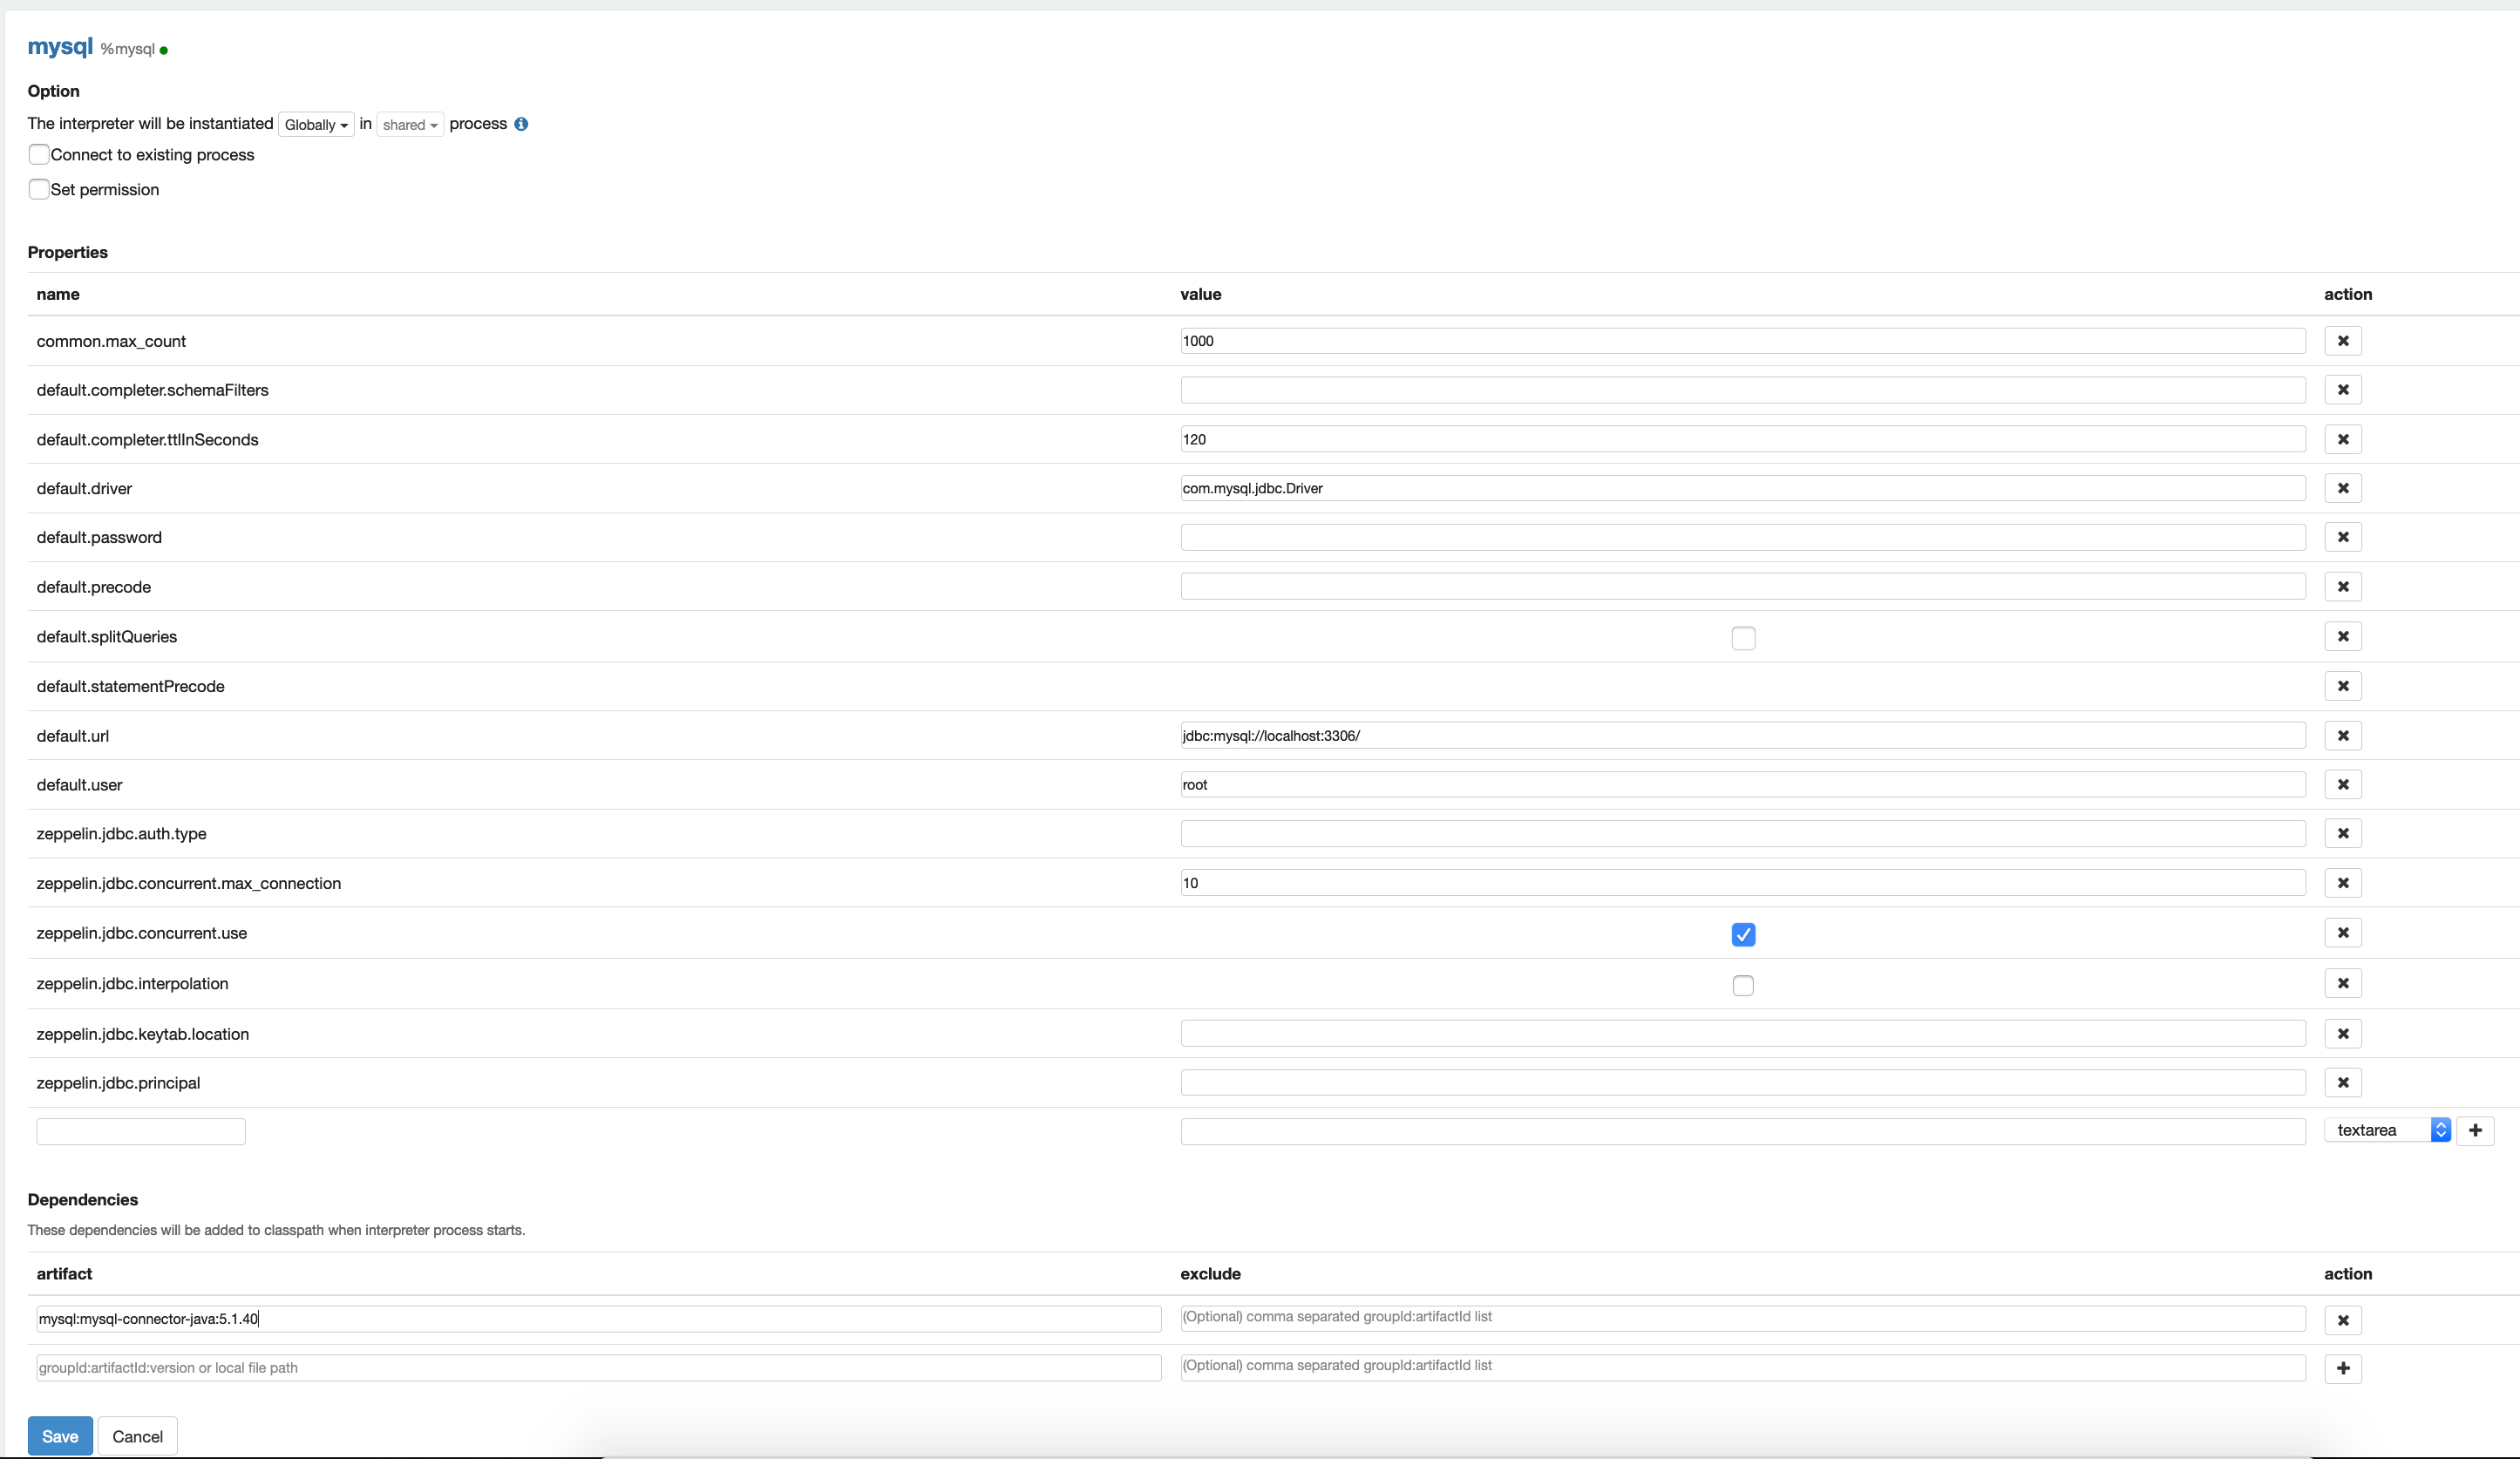 mysql %mysql
Option
The interpreter will be instantiated Globally in shared process
Connect to existing process
Set permission
Properties
name value action
common.max_count 1000
default.completer.schemaFilters
default.completer.ttlInSeconds 120
default.driver com.mysql.jdbc.Driver
default.password
default.precode
default.splitQueries
default.statementPrecode
default.url jdbc:mysql://localhost:3306/
default.user root
zeppelin.jdbc.auth.type
zeppelin.jdbc.concurrent.max_connection 10
zeppelin.jdbc.concurrent.use
zeppelin.jdbc.interpolation
zeppelin.jdbc.keytab.location
zeppelin.jdbc.principal
textarea
Dependencies
These dependencies will be added to classpath when interpreter process starts.
artifact exclude action
mysql:mysql-connector-java:5.1.40 (Optional) comma separated groupId:artifactId list
groupId:artifactId:version or local file path (Optional) comma separated groupId:artifactId list
Save Cancel